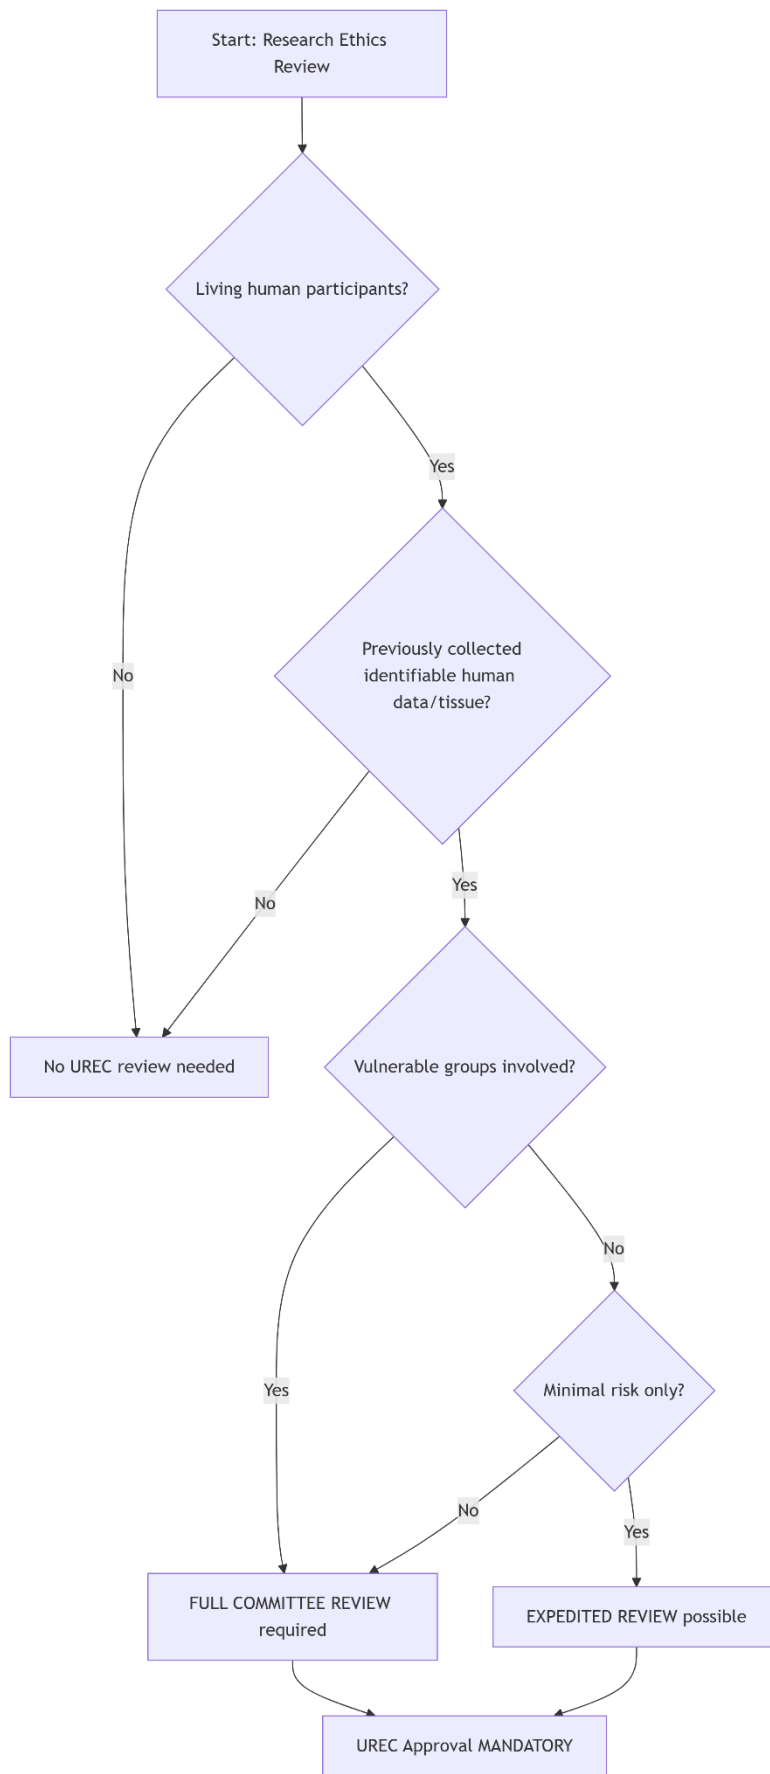 Start: Research Ethics
Review
Living human participants?
Yes
Previously collected
identifiable human
data/tissue?
No
No
Yes
No UREC review needed
Vulnerable groups involved?
No
Yes
Minimal risk only?
No
Yes
FULL COMMITTEE REVIEW
required
EXPEDITED REVIEW possible
UREC Approval MANDATORY